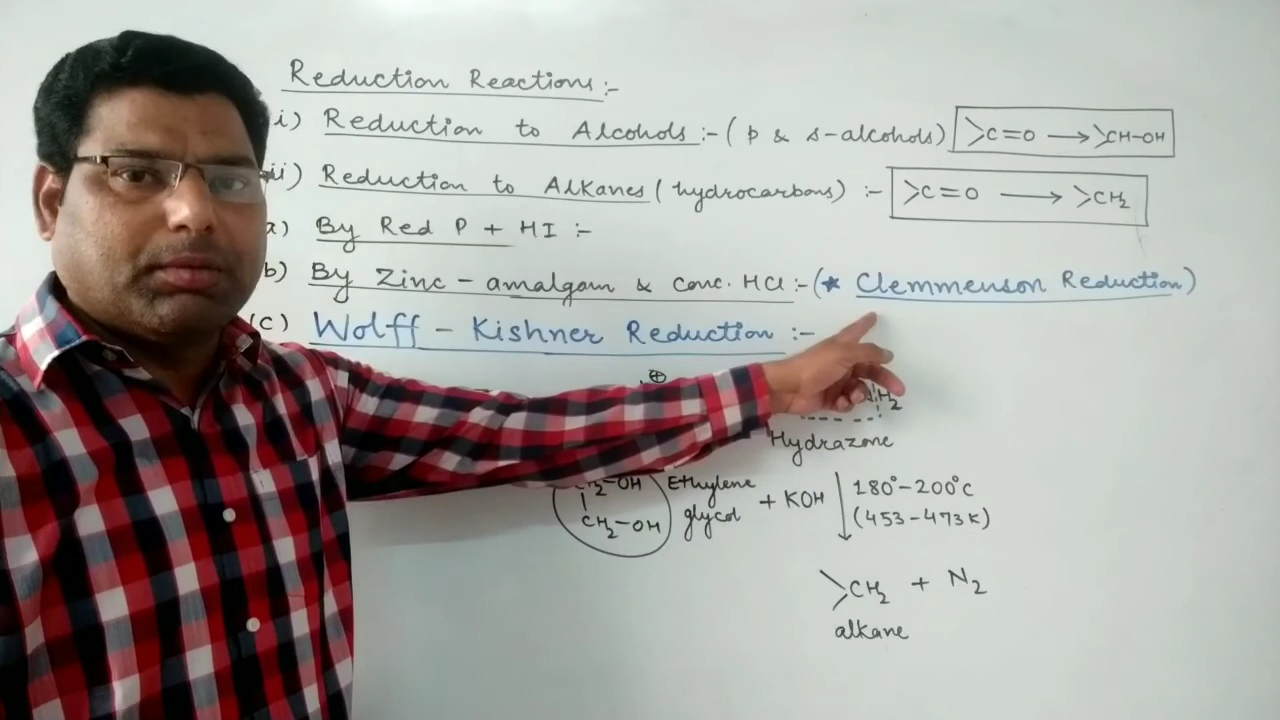 Reduction Reactions:-
i) Reduction to Alcohols:- (p & s-alcohols) >C=O → >CH-OH
ii) Reduction to Alkanes (hydrocarbons) :- >C=O → >CH2
a) By Red P + HI :-
b) By Zinc-amalgam & conc. HCl:- (* Clemmenson Reduction)
(C) Wolff - Kishner Reduction :-
⊕
H2
Hydrazone
CH2-OH Ethylene
CH2-OH glycol + KOH
180°-200°C
(453-473K)
>CH2 + N2
alkane